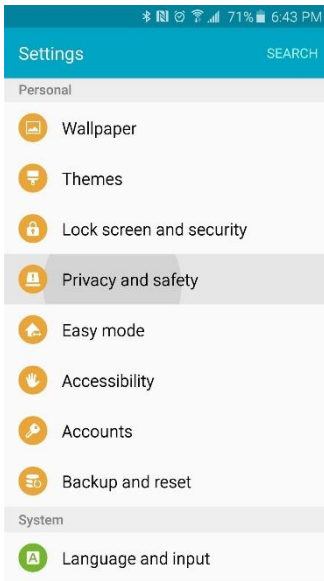 71% 6:43 PM
Settings SEARCH
Personal
Wallpaper
Themes
Lock screen and security
Privacy and safety
Easy mode
Accessibility
Accounts
Backup and reset
System
A Language and input